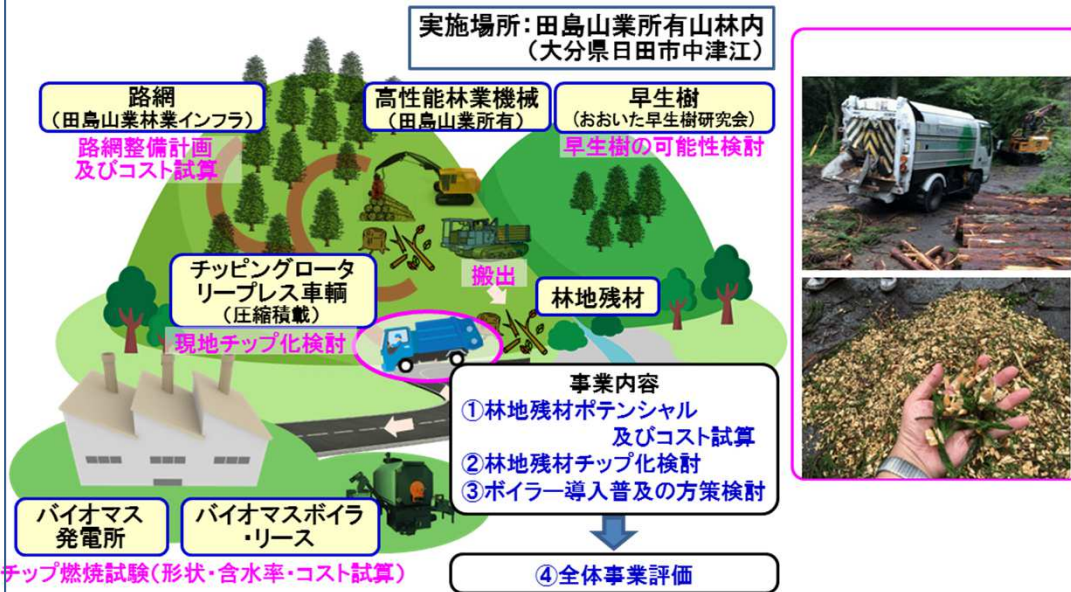 実施場所:田島山業所有山林内
(大分県日田市中津江)
路網
(田島山業林業インフラ)
路網整備計画
及びコスト試算
高性能林業機械
(田島山業所有)
早生樹
(おおいた早生樹研究会)
早生樹の可能性検討
チッピングロータ
リープレス車輌
(圧縮積載)
現地チップ化検討
搬出
林地残材
事業内容
①林地残材ポテンシャル
及びコスト試算
②林地残材チップ化検討
③ボイラー導入普及の方策検討
④全体事業評価
バイオマス
発電所
バイオマスボイラ
・リース
チップ燃焼試験(形状・含水率・コスト試算)